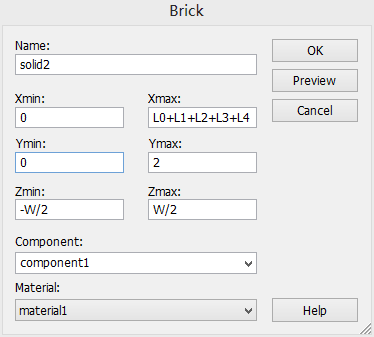 Brick
Name:
solid2
OK
Preview
Cancel
Xmin:
Xmax:
0
L0+L1+L2+L3+L4
Ymin:
Ymax:
0
2
Zmin:
Zmax:
-W/2
W/2
Component:
component1
Material:
material1
Help